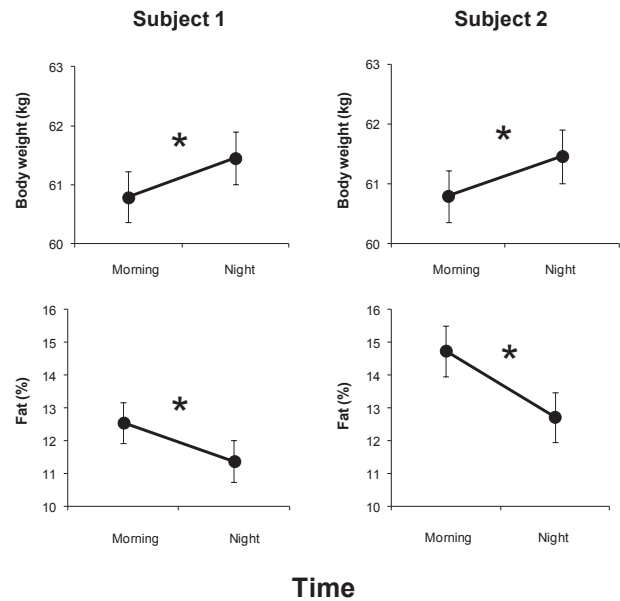 Subject 1
Subject 2
Body weight (kg)
63
62
61
60
*
Morning Night
Body weight (kg)
63
62
61
60
*
Morning Night
Fat (%)
16
15
14
13
12
11
10
*
Morning Night
Fat (%)
16
15
14
13
12
11
10
*
Morning Night
Time